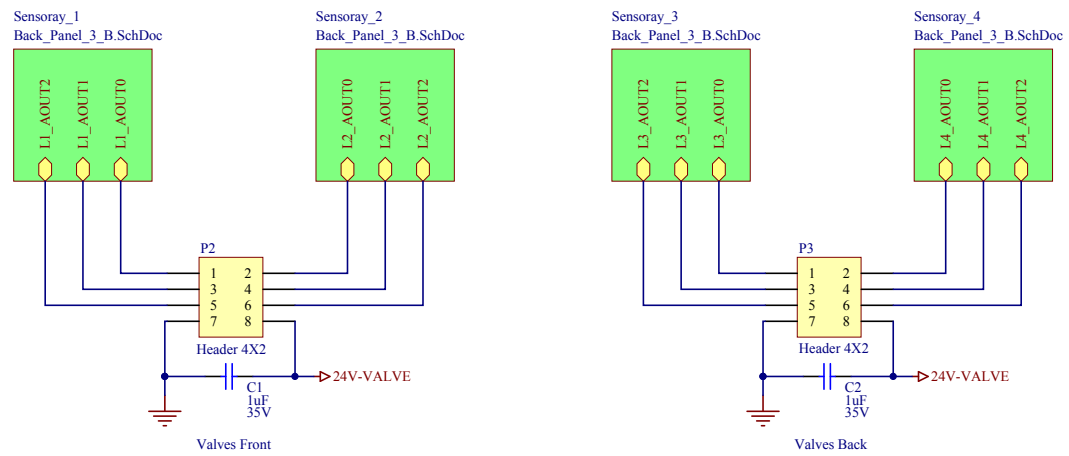 Sensoray_1
Back_Panel_3_B.SchDoc
L1_AOUT2
L1_AOUT1
L1_AOUT0
Sensoray_2
Back_Panel_3_B.SchDoc
L2_AOUT0
L2_AOUT1
L2_AOUT2
P2
1 2
3 4
5 6
7 8
Header 4X2
C1
1uF
35V
24V-VALVE
Valves Front
Sensoray_3
Back_Panel_3_B.SchDoc
L3_AOUT2
L3_AOUT1
L3_AOUT0
Sensoray_4
Back_Panel_3_B.SchDoc
L4_AOUT0
L4_AOUT1
L4_AOUT2
P3
1 2
3 4
5 6
7 8
Header 4X2
C2
1uF
35V
24V-VALVE
Valves Back